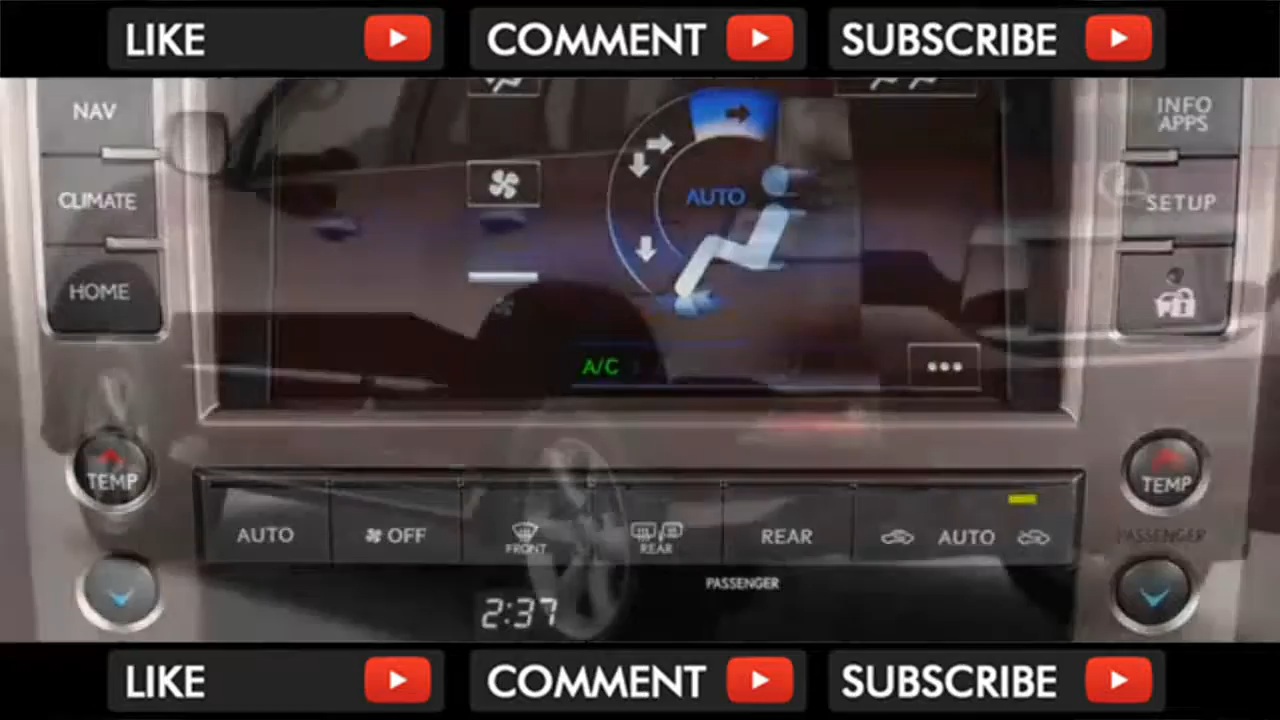 LIKE COMMENT SUBSCRIBE
NAV
INFO
APPS
CLIMATE
AUTO
SETUP
HOME
A/C
TEMP
TEMP
AUTO
OFF
FRONT
REAR
REAR
AUTO
PASSENGER
PASSENGER
2:37
LIKE COMMENT SUBSCRIBE